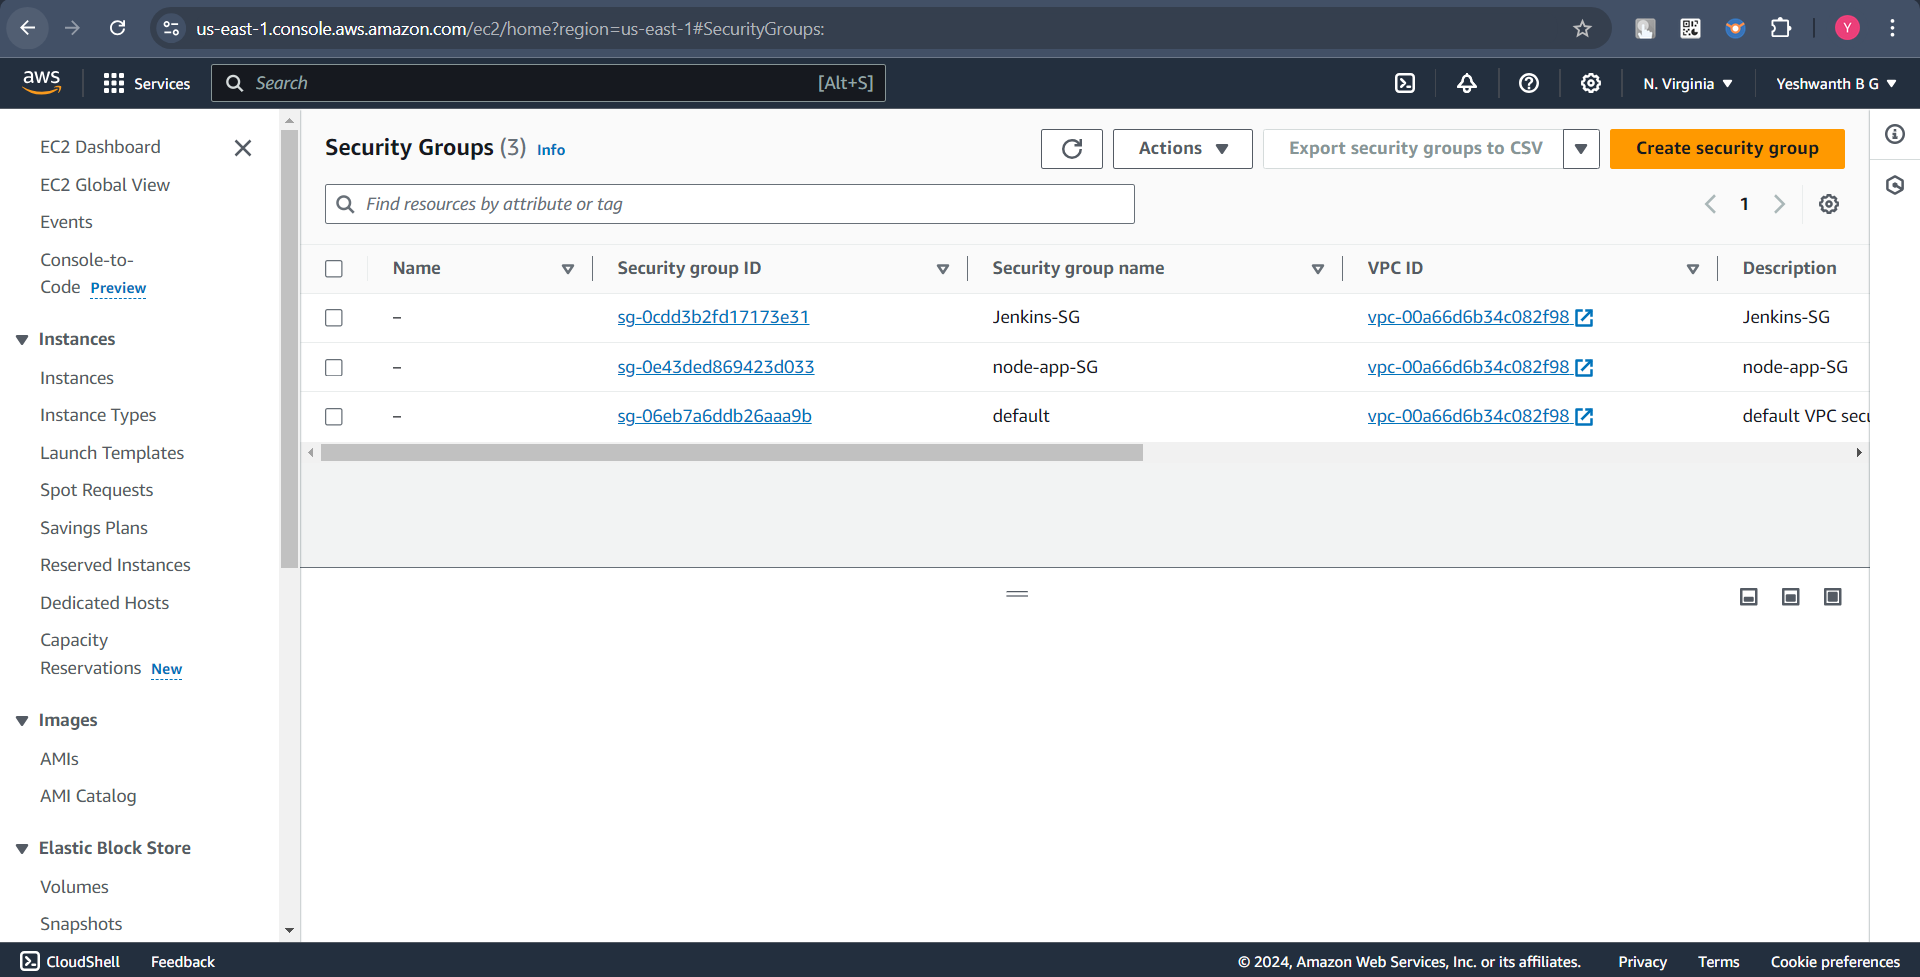 us-east-1.console.aws.amazon.com/ec2/home?region=us-east-1#SecurityGroups:
Y
aws
Services
Search
[Alt+S]
N. Virginia
Yeshwanth B G
EC2 Dashboard
EC2 Global View
Events
Console-to-
Code Preview
Instances
Instances
Instance Types
Launch Templates
Spot Requests
Savings Plans
Reserved Instances
Dedicated Hosts
Capacity
Reservations New
Images
AMIs
AMI Catalog
Elastic Block Store
Volumes
Snapshots
Security Groups (3) Info
Actions
Export security groups to CSV
Create security group
Find resources by attribute or tag
1
Name Security group ID Security group name VPC ID Description
– sg-0cdd3b2fd17173e31 Jenkins-SG vpc-00a66d6b34c082f98 Jenkins-SG
– sg-0e43ded869423d033 node-app-SG vpc-00a66d6b34c082f98 node-app-SG
– sg-06eb7a6ddb26aaa9b default vpc-00a66d6b34c082f98 default VPC secu
CloudShell
Feedback
© 2024, Amazon Web Services, Inc. or its affiliates.
Privacy
Terms
Cookie preferences